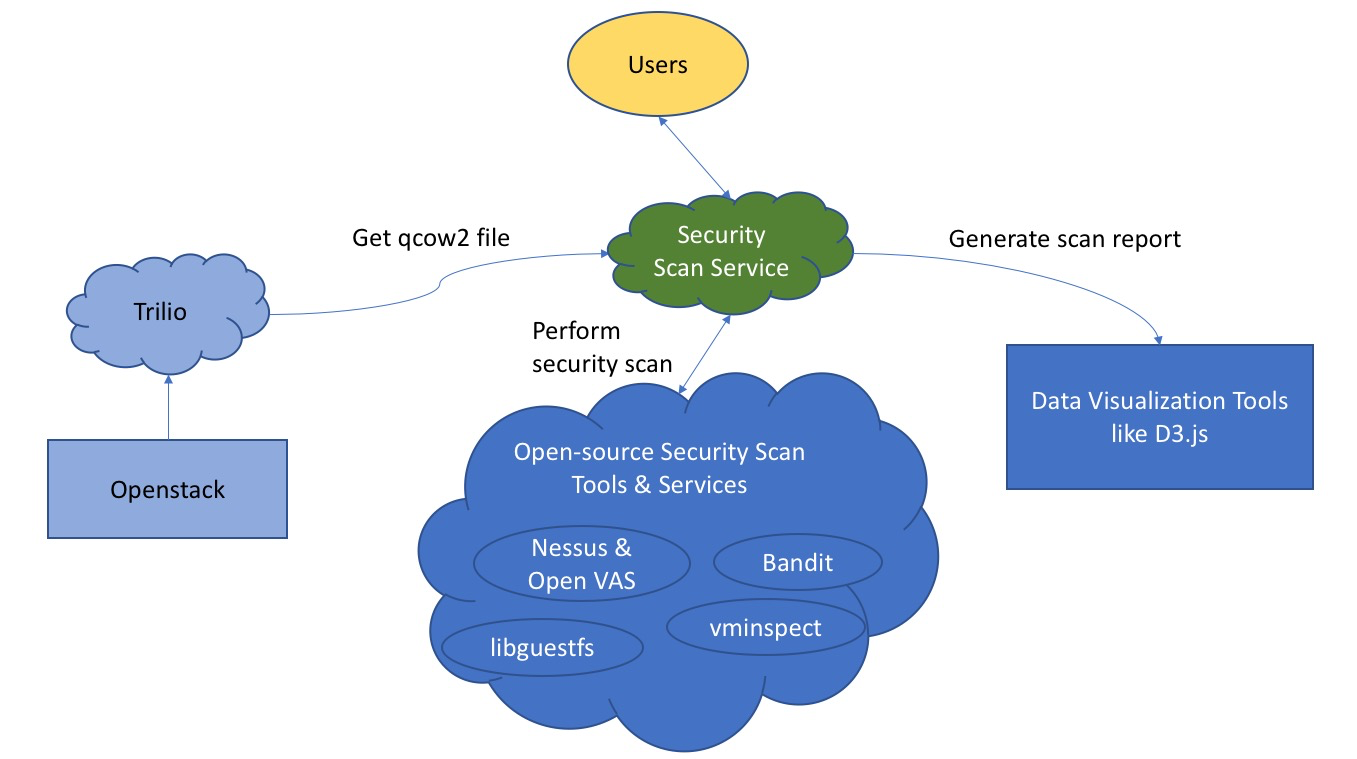 Users
Security
Scan Service
Get qcow2 file
Generate scan report
Trilio
Perform
security scan
Data Visualization Tools
like D3.js
Openstack
Open-source Security Scan
Tools & Services
Nessus &
Open VAS
Bandit
libguestfs
vminspect